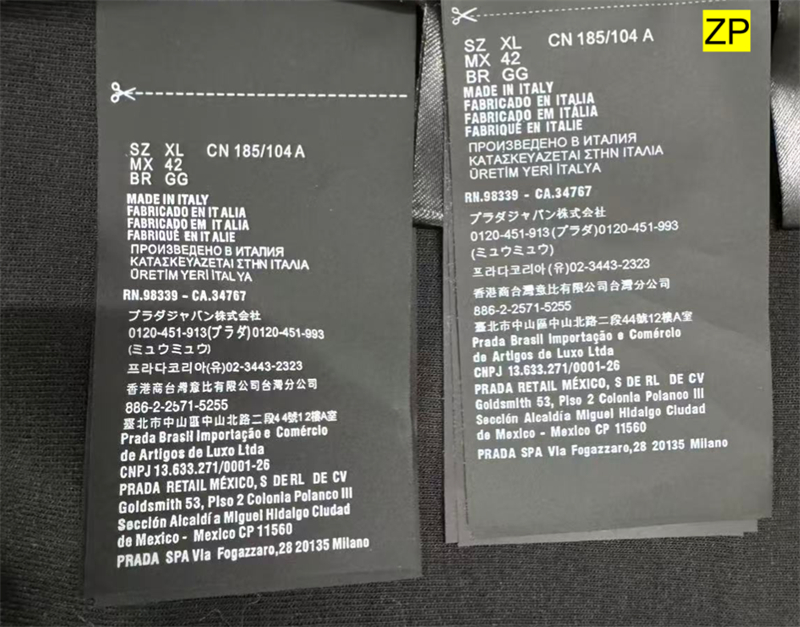 SZ XL CN 185/104 A
MX 42
BR GG
MADE IN ITALY
FABRICADO EN IT ALIA
FABRICADO EM IT ALIA
FABRIQUÉ EN IT ALIE
ПРОИЗВЕДЕНО В ИТАЛИЯ
ΚΑΤΑΣΚΕΥΑΖΕΤΑΙ ΣΤΗΝ ΙΤΑΛΙΑ
ÜRETİM YERİ İTALYA
RN.98339 - CA.34767
プラダジャパン株式会社
0120-451-913(プラダ)0120-451-993
(ミュウミュウ)
프라다코리아(유)02-3443-2323
香港商台灣意比有限公司台灣分公司
886-2-2571-5255
臺北市中山區中山北路二段44號12樓A室
Prada Brasil Importação e Comércio
de Artigos de Luxo Ltda
CNPJ 13.633.271/0001-26
PRADA RETAIL MÉXICO, S DE RL DE CV
Goldsmith 53, Piso 2 Colonia Polanco III
Sección Alcaldía Miguel Hidalgo Ciudad
de Mexico - Mexico CP 11560
PRADA SPA Via Fogazzaro,28 20135 Milano
ZP
SZ XL CN 185/104 A
MX 42
BR GG
MADE IN ITALY
FABRICADO EN ITALIA
FABRICADO EM ITÁLIA
FABRIQUÉ EN ITALIE
ПРОИЗВЕДЕНО В ИТАЛИЯ
ΚΑΤΑΣΚΕΥΑΖΕΤΑΙ ΣΤΗΝ ΙΤΑΛΙΑ
ÜRETİM YERİ İTALYA
RN.98339 - CA.34767
プラダジャパン株式会社
0120-451-913(プラダ)0120-451-993
(ミュウミュウ)
프라다코리아(유)02-3443-2323
香港商台灣意比有限公司台灣分公司
886-2-2571-5255
臺北市中山區中山北路二段44號12樓A室
Prada Brasil Importação e Comércio
de Artigos de Luxo Ltda
CNPJ 13.633.271/0001-26
PRADA RETAIL MÉXICO, S DE RL DE CV
Goldsmith 53, Piso 2 Colonia Polanco III
Sección Alcaldía Miguel Hidalgo Ciudad
de Mexico - Mexico CP 11560
PRADA SPA Via Fogazzaro,28 20135 Milano